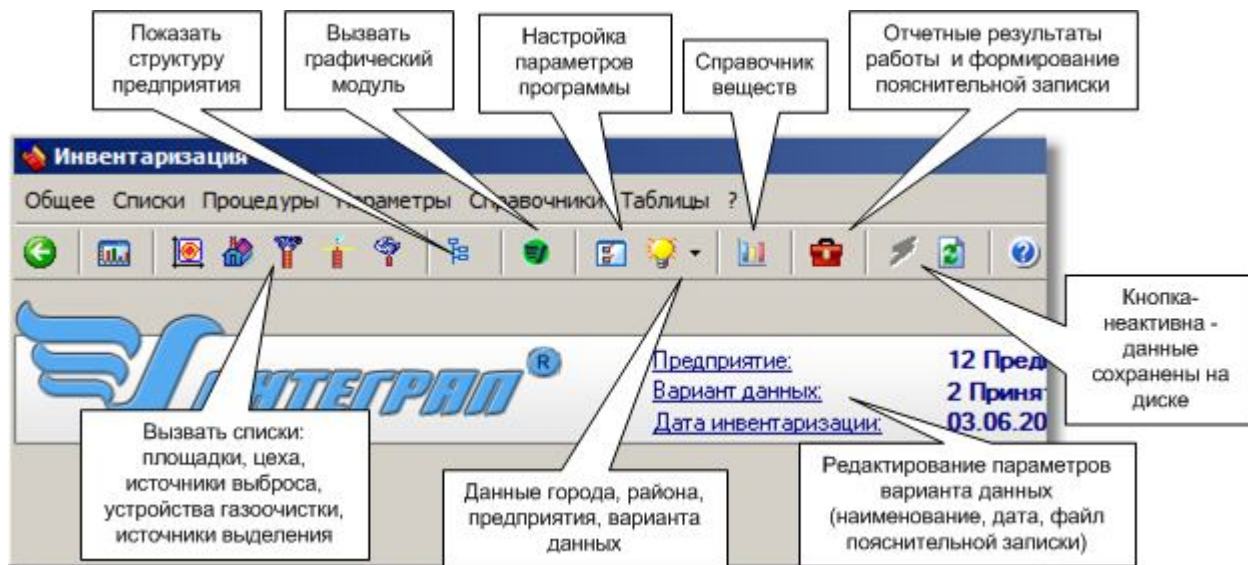 Показать
структуру
предприятия
Вызвать
графический
модуль
Настройка
параметров
программы
Справочник
веществ
Отчетные результаты
работы и формирование
пояснительной записки
Инвентаризация
Общее Списки Процедуры Параметры Справочники Таблицы ?
ИНТЕГРАЛ ®
Предприятие: 12 Пред
Вариант данных: 2 Принят
Дата инвентаризации: 03.06.20
Кнопка-
неактивна -
данные
сохранены на
диске
Вызвать списки:
площадки, цеха,
источники выброса,
устройства газоочистки,
источники выделения
Данные города, района,
предприятия, варианта
данных
Редактирование параметров
варианта данных
(наименование, дата, файл
пояснительной записки)